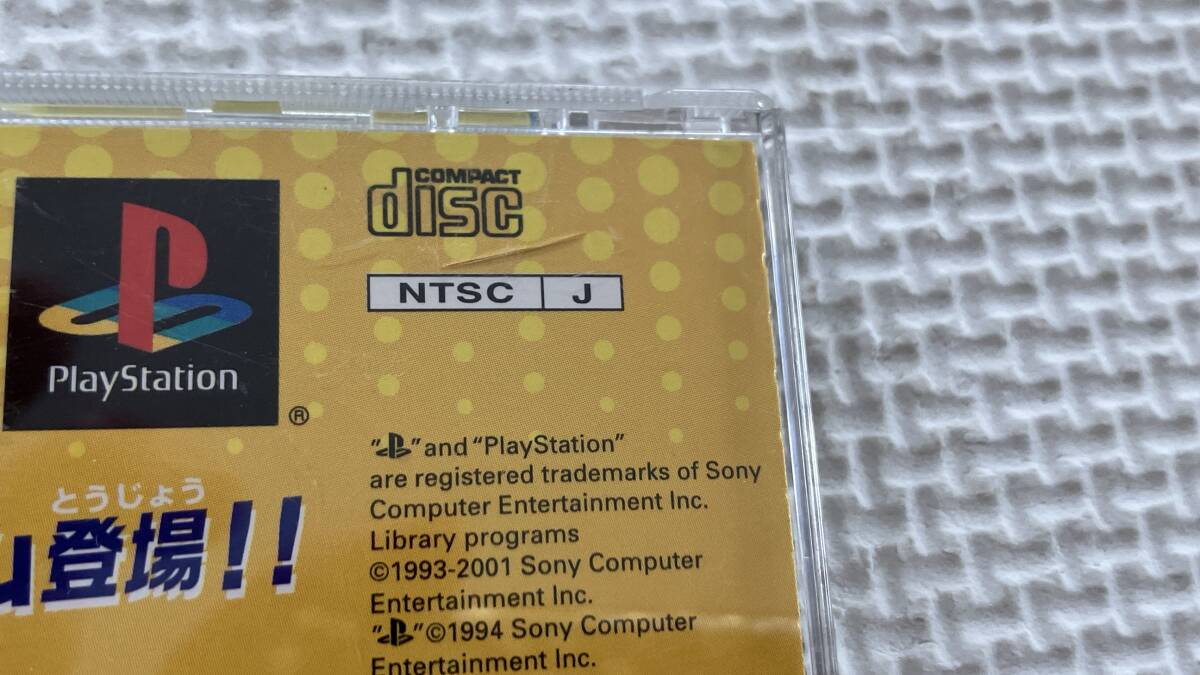 COMPACT
disc
NTSC J
PlayStation
®
"PS" and "PlayStation"
are registered trademarks of Sony
Computer Entertainment Inc.
Library programs
©1993-2001 Sony Computer
Entertainment Inc.
"PS"©1994 Sony Computer
Entertainment Inc.
とうじょう
登場!!